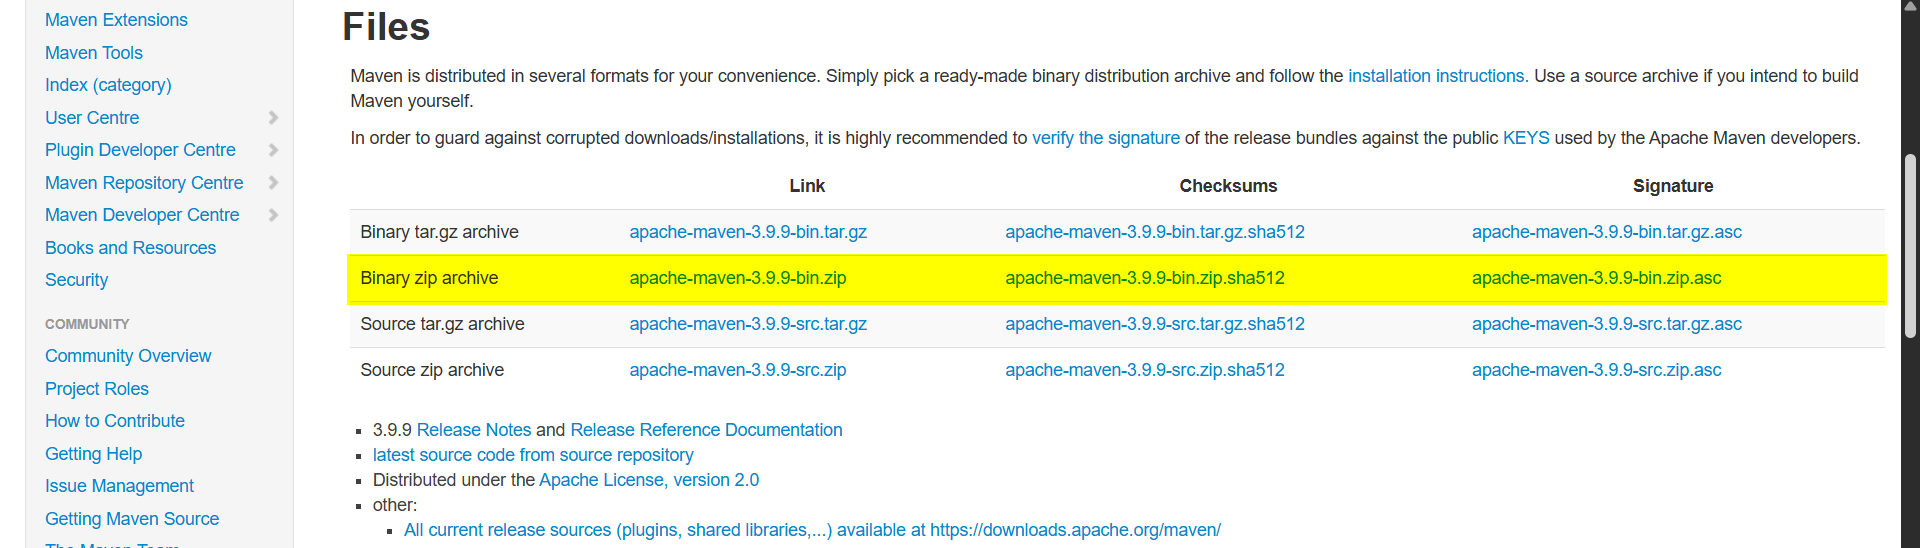 Maven Extensions
Maven Tools
Index (category)
User Centre
Plugin Developer Centre
Maven Repository Centre
Maven Developer Centre
Books and Resources
Security
COMMUNITY
Community Overview
Project Roles
How to Contribute
Getting Help
Issue Management
Getting Maven Source
The Maven Team
Files
Maven is distributed in several formats for your convenience. Simply pick a ready-made binary distribution archive and follow the installation instructions. Use a source archive if you intend to build
Maven yourself.
In order to guard against corrupted downloads/installations, it is highly recommended to verify the signature of the release bundles against the public KEYS used by the Apache Maven developers.
Link Checksums Signature
Binary tar.gz archive apache-maven-3.9.9-bin.tar.gz apache-maven-3.9.9-bin.tar.gz.sha512 apache-maven-3.9.9-bin.tar.gz.asc
Binary zip archive apache-maven-3.9.9-bin.zip apache-maven-3.9.9-bin.zip.sha512 apache-maven-3.9.9-bin.zip.asc
Source tar.gz archive apache-maven-3.9.9-src.tar.gz apache-maven-3.9.9-src.tar.gz.sha512 apache-maven-3.9.9-src.tar.gz.asc
Source zip archive apache-maven-3.9.9-src.zip apache-maven-3.9.9-src.zip.sha512 apache-maven-3.9.9-src.zip.asc
3.9.9 Release Notes and Release Reference Documentation
latest source code from source repository
Distributed under the Apache License, version 2.0
other:
All current release sources (plugins, shared libraries,...) available at https://downloads.apache.org/maven/